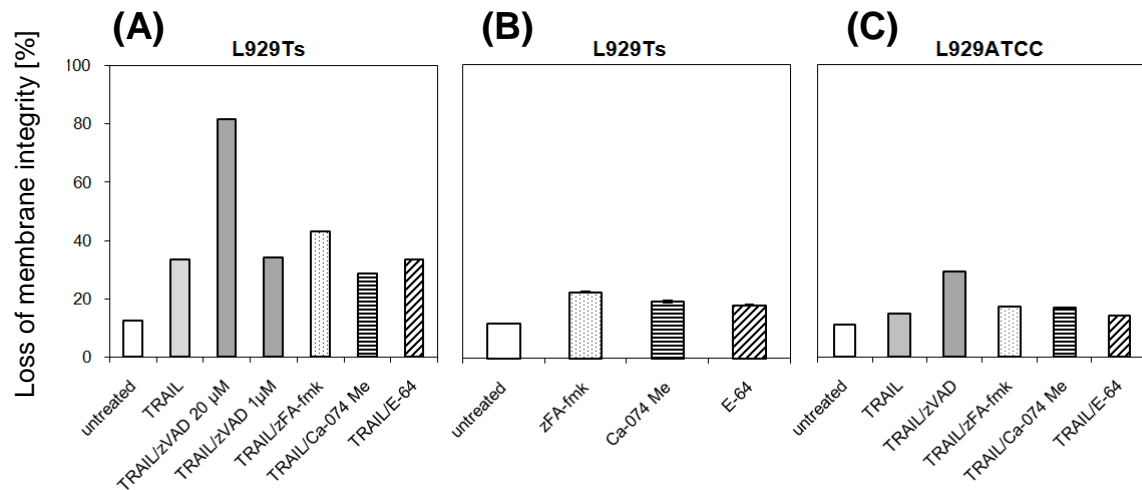 (A) (B) (C)
L929Ts L929Ts L929ATCC
Loss of membrane integrity [%]
100
80
60
40
20
0
untreated
TRAIL
TRAIL/zVAD 20 µM
TRAIL/zVAD 1µM
TRAIL/zFA-fmk
TRAIL/Ca-074 Me
TRAIL/E-64
untreated
zFA-fmk
Ca-074 Me
E-64
untreated
TRAIL
TRAIL/zVAD
TRAIL/zFA-fmk
TRAIL/Ca-074 Me
TRAIL/E-64